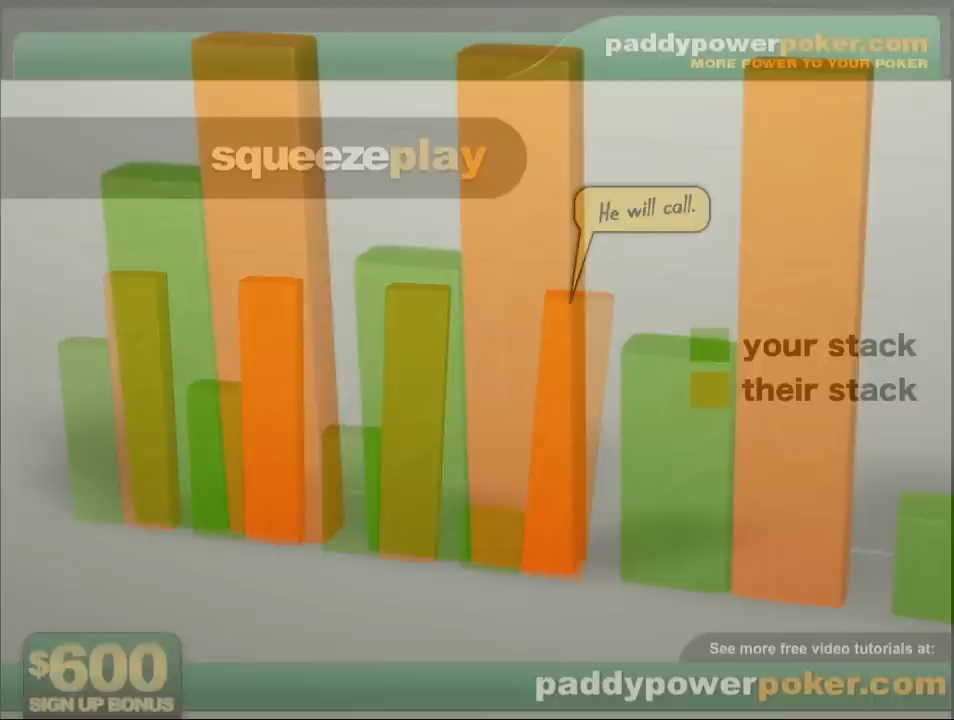 paddypowerpoker.com
MORE POWER TO YOUR POKER
squeezeplay
He will call.
your stack
their stack
$600
SIGN UP BONUS
See more free video tutorials at:
paddypowerpoker.com